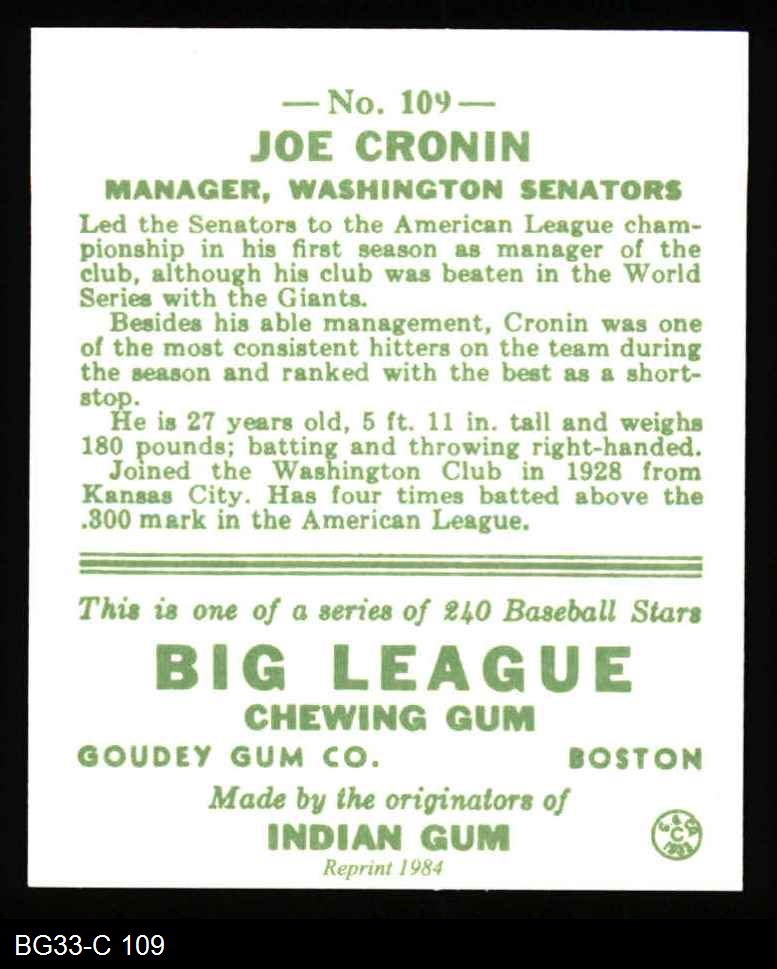 — No. 109 —
JOE CRONIN
MANAGER, WASHINGTON SENATORS
Led the Senators to the American League cham-
pionship in his first season as manager of the
club, although his club was beaten in the World
Series with the Giants.
Besides his able management, Cronin was one
of the most consistent hitters on the team during
the season and ranked with the best as a short-
stop.
He is 27 years old, 5 ft. 11 in. tall and weighs
180 pounds; batting and throwing right-handed.
Joined the Washington Club in 1928 from
Kansas City. Has four times batted above the
.300 mark in the American League.
This is one of a series of 240 Baseball Stars
BIG LEAGUE
CHEWING GUM
GOUDEY GUM CO. BOSTON
Made by the originators of
INDIAN GUM
Reprint 1984
C
BG33-C 109